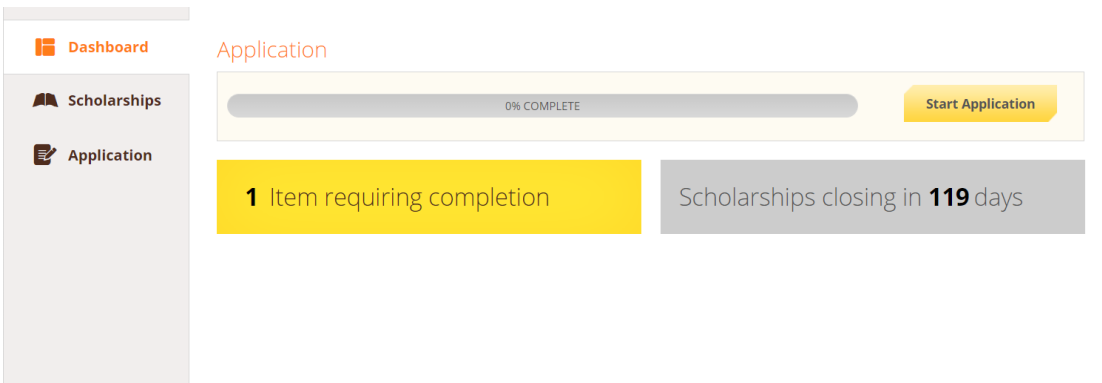 Dashboard
Scholarships
Application
Application
0% COMPLETE
Start Application
1 Item requiring completion
Scholarships closing in 119 days